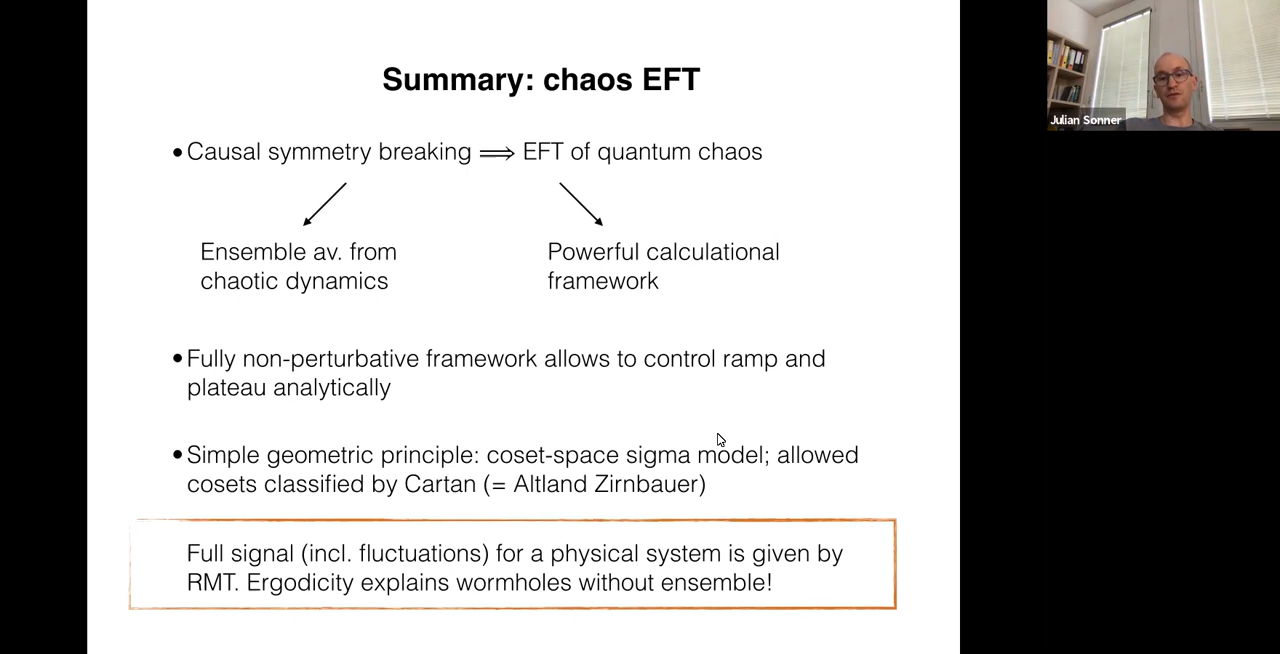 Summary: chaos EFT
• Causal symmetry breaking ⟹ EFT of quantum chaos
Ensemble av. from
chaotic dynamics
Powerful calculational
framework
• Fully non-perturbative framework allows to control ramp and
plateau analytically
• Simple geometric principle: coset-space sigma model; allowed
cosets classified by Cartan (= Altland Zirnbauer)
Full signal (incl. fluctuations) for a physical system is given by
RMT. Ergodicity explains wormholes without ensemble!
Julian Sonner